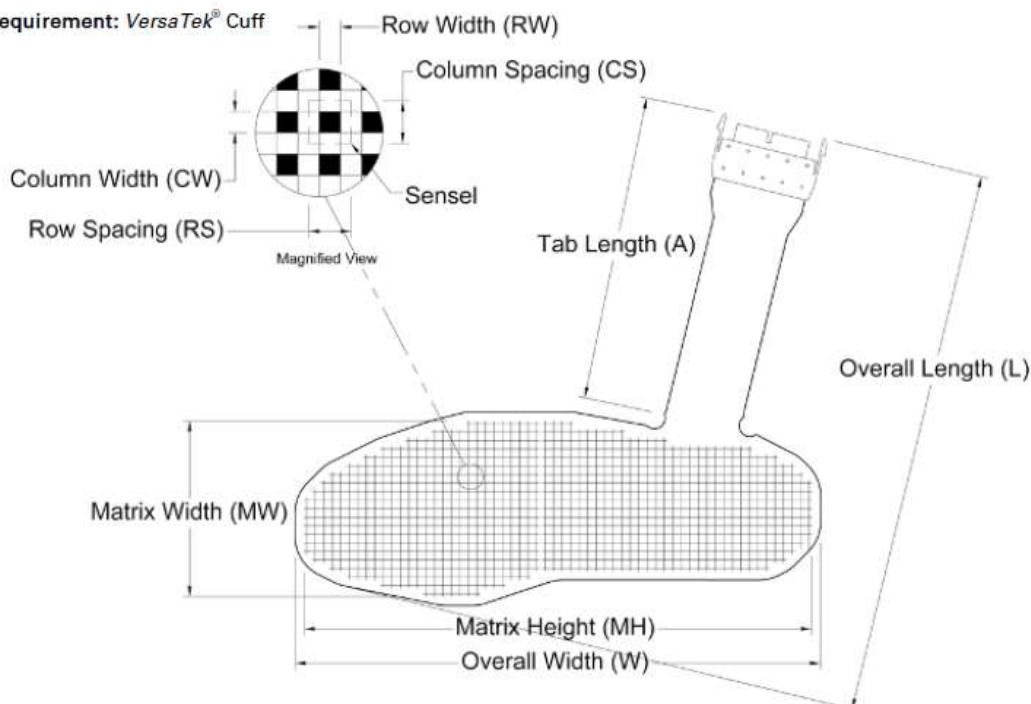 equirement: VersaTek® Cuff
Row Width (RW)
Column Spacing (CS)
Column Width (CW)
Sensel
Row Spacing (RS)
Magnified View
Tab Length (A)
Overall Length (L)
Matrix Width (MW)
Matrix Height (MH)
Overall Width (W)